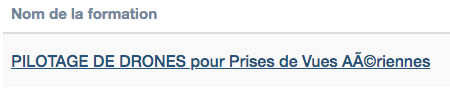 Nom de la formation
PILOTAGE DE DRONES pour Prises de Vues AÃ©riennes